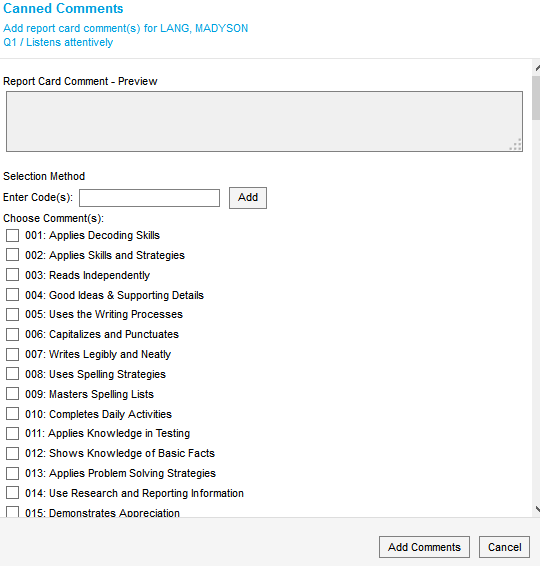 Canned Comments
Add report card comment(s) for LANG, MADYSON
Q1 / Listens attentively
Report Card Comment - Preview
Selection Method
Enter Code(s):
Add
Choose Comment(s):
001: Applies Decoding Skills
002: Applies Skills and Strategies
003: Reads Independently
004: Good Ideas & Supporting Details
005: Uses the Writing Processes
006: Capitalizes and Punctuates
007: Writes Legibly and Neatly
008: Uses Spelling Strategies
009: Masters Spelling Lists
010: Completes Daily Activities
011: Applies Knowledge in Testing
012: Shows Knowledge of Basic Facts
013: Applies Problem Solving Strategies
014: Use Research and Reporting Information
015: Demonstrates Appreciation
Add Comments
Cancel